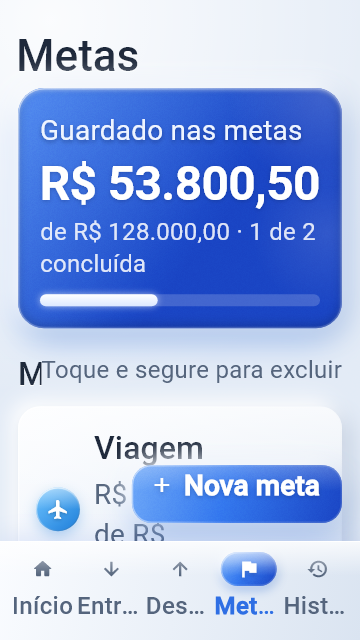 Metas
Guardado nas metas
R$ 53.800,50
de R$ 128.000,00 · 1 de 2
concluída
M Toque e segure para excluir
Viagem
R$
+ Nova meta
de R$
Início Entr... Des... Met... Hist...